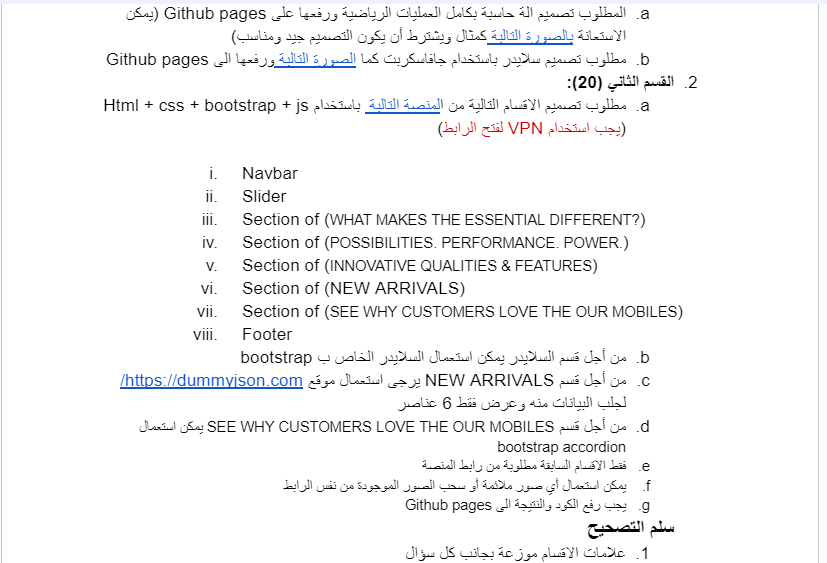 a. المطلوب تصميم الة حاسبة بكامل العمليات الرياضية ورفعها على Github pages (يمكن
الاستعانة بالصورة التالية كمثال ويشترط أن يكون التصميم جيد ومناسب)
b. مطلوب تصميم سلايدر باستخدام جافاسكربت كما الصورة التالية ورفعها الى Github pages
2. القسم الثاني (20):
a. مطلوب تصميم الاقسام التالية من المنصة التالية باستخدام Html + css + bootstrap + js
(يجب استخدام VPN لفتح الرابط)
i. Navbar
ii. Slider
iii. Section of (WHAT MAKES THE ESSENTIAL DIFFERENT?)
iv. Section of (POSSIBILITIES. PERFORMANCE. POWER.)
v. Section of (INNOVATIVE QUALITIES & FEATURES)
vi. Section of (NEW ARRIVALS)
vii. Section of (SEE WHY CUSTOMERS LOVE THE OUR MOBILES)
viii. Footer
b. من أجل قسم السلايدر يمكن استعمال السلايدر الخاص ب bootstrap
c. من أجل قسم NEW ARRIVALS يرجى استعمال موقع https://dummyjson.com/
لجلب البيانات منه وعرض فقط 6 عناصر
d. من أجل قسم SEE WHY CUSTOMERS LOVE THE OUR MOBILES يمكن استعمال
bootstrap accordion
e. فقط الاقسام السابقة مطلوبة من رابط المنصة
f. يمكن استعمال أي صور ملائمة أو سحب الصور الموجودة من نفس الرابط
g. يجب رفع الكود والنتيجة الى Github pages
سلم التصحيح
1. علامات الاقسام موزعة بجانب كل سؤال